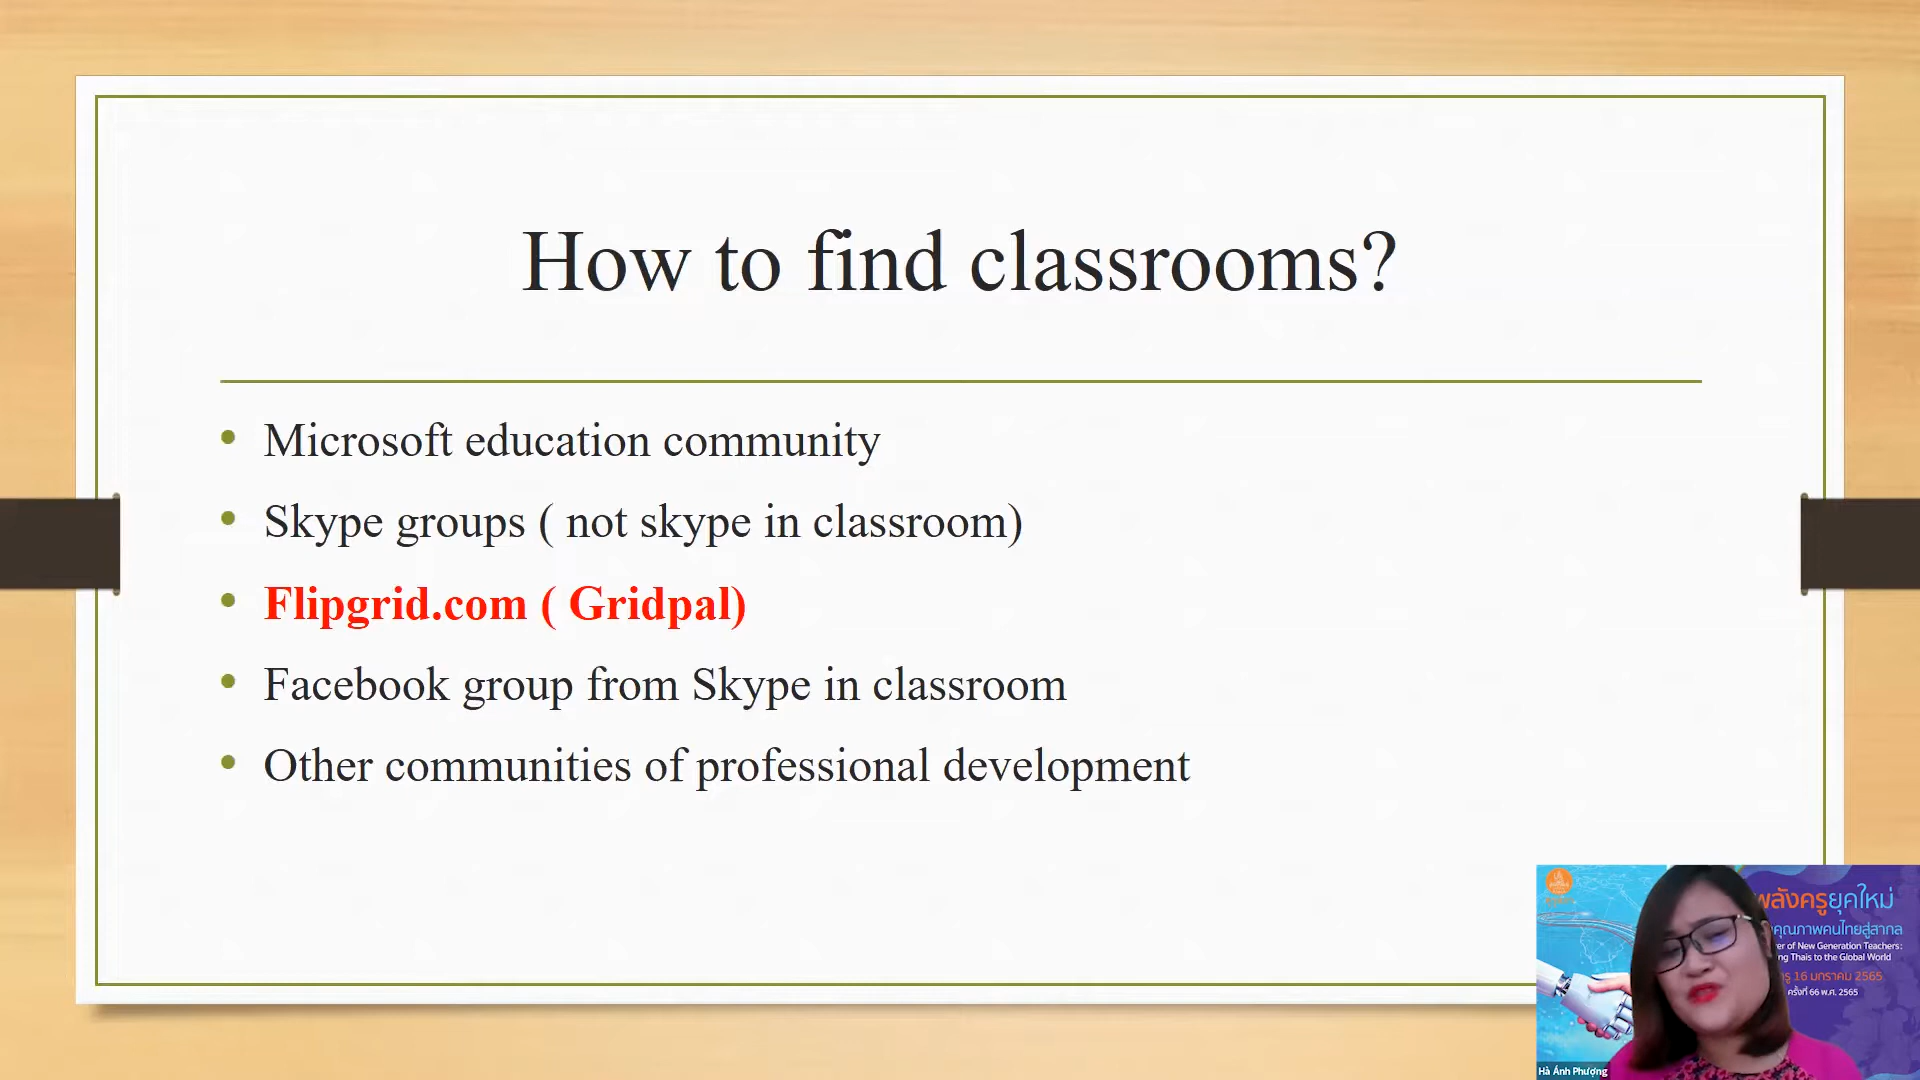 How to find classrooms?
• Microsoft education community
• Skype groups ( not skype in classroom)
• Flipgrid.com ( Gridpal)
• Facebook group from Skype in classroom
• Other communities of professional development
พลังครูยุคใหม่
คุณภาพคนไทยสู่สากล
of New Generation Teachers:
Thais to the Global World
16 มกราคม 2565
ครั้งที่ 66 พ.ศ. 2565
Hà Ánh Phượng